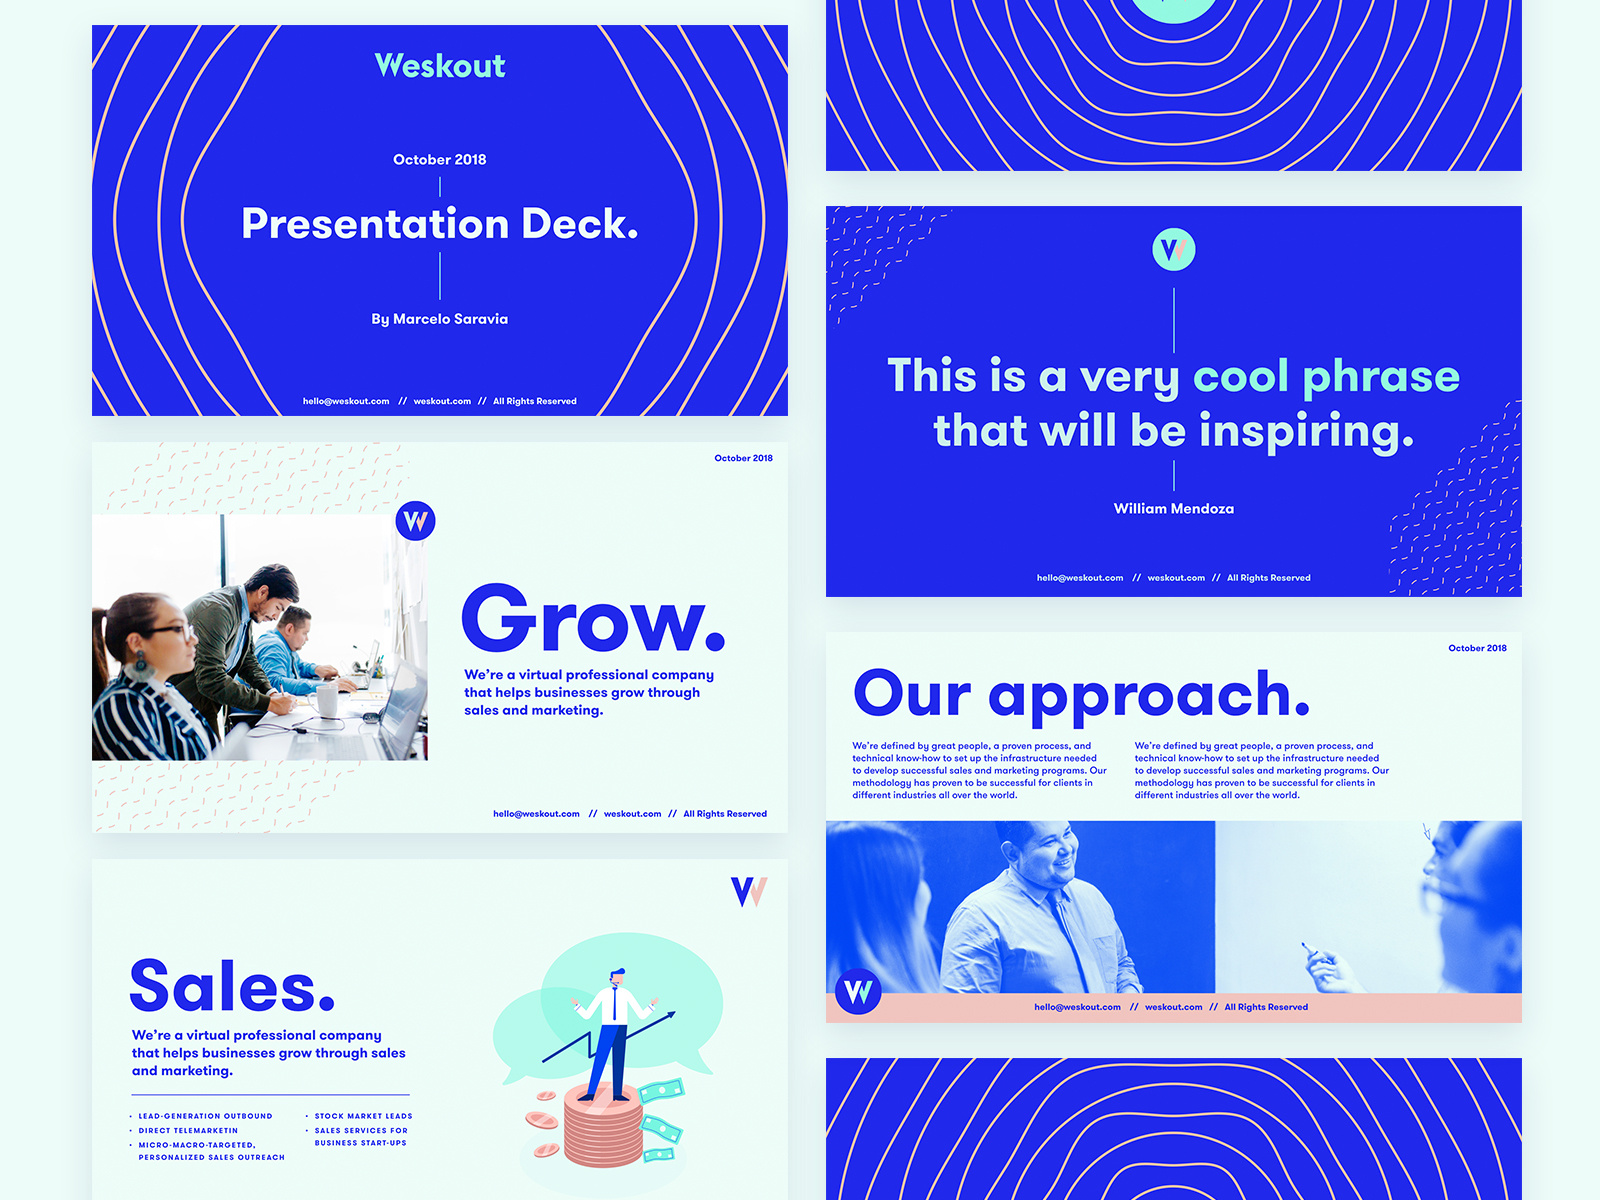 Weskout
October 2018
Presentation Deck.
By Marcelo Saravia
hello@weskout.com // weskout.com // All Rights Reserved
October 2018
W
Grow.
We're a virtual professional company
that helps businesses grow through
sales and marketing.
hello@weskout.com // weskout.com // All Rights Reserved
W
Sales.
We're a virtual professional company
that helps businesses grow through sales
and marketing.
• LEAD-GENERATION OUTBOUND
• DIRECT TELEMARKETIN
• MICRO-MACRO-TARGETED,
PERSONALIZED SALES OUTREACH
• STOCK MARKET LEADS
• SALES SERVICES FOR
BUSINESS START-UPS
W
This is a very cool phrase
that will be inspiring.
William Mendoza
hello@weskout.com // weskout.com // All Rights Reserved
October 2018
Our approach.
We're defined by great people, a proven process, and
technical know-how to set up the infrastructure needed
to develop successful sales and marketing programs. Our
methodology has proven to be successful for clients in
different industries all over the world.
We're defined by great people, a proven process, and
technical know-how to set up the infrastructure needed
to develop successful sales and marketing programs. Our
methodology has proven to be successful for clients in
different industries all over the world.
W
hello@weskout.com // weskout.com // All Rights Reserved